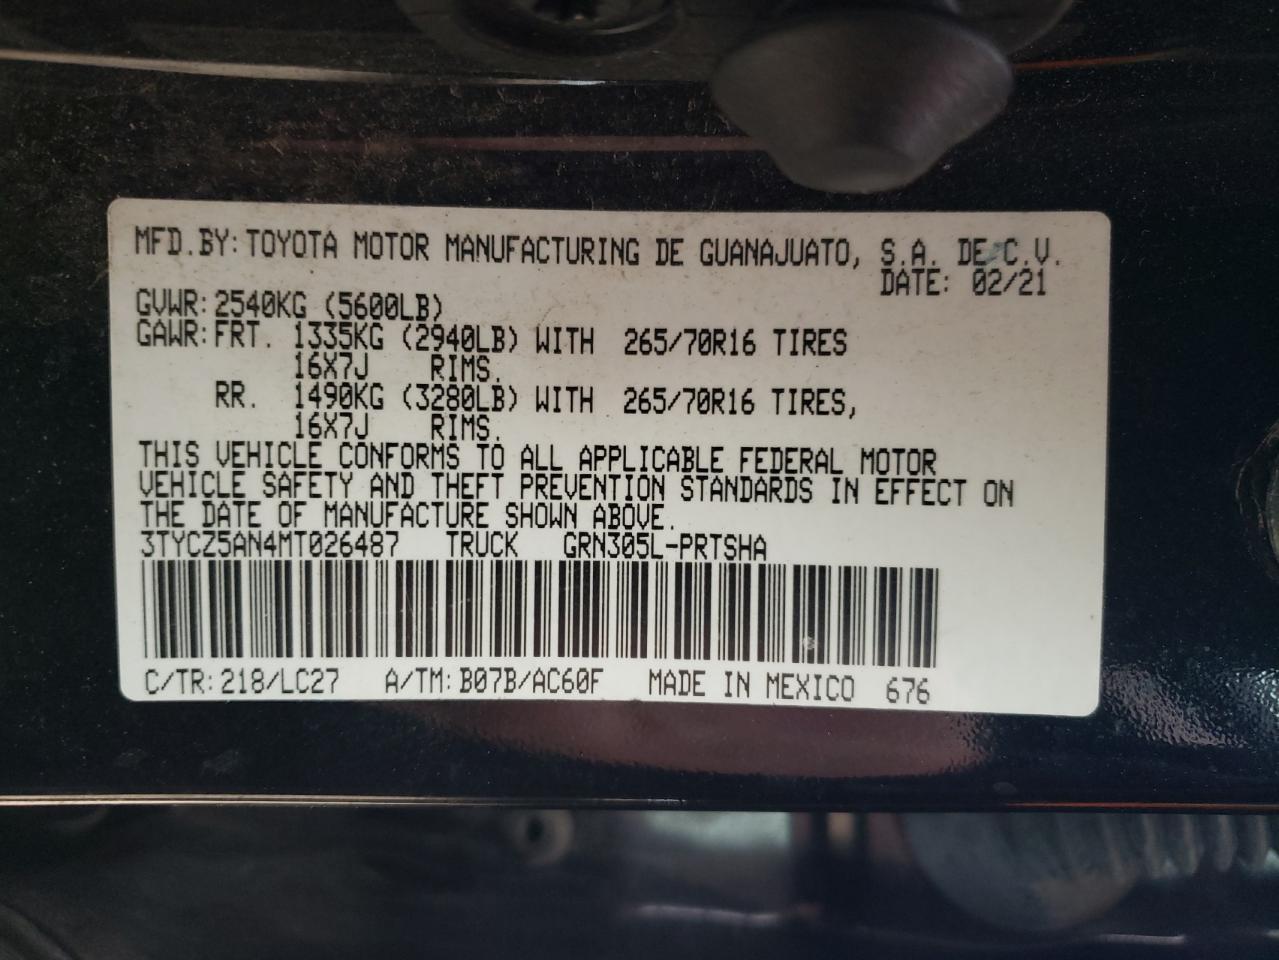 MFD.BY: TOYOTA MOTOR MANUFACTURING DE GUANAJUATO, S.A. DE C.V.
DATE: 02/21
GVWR: 2540KG (5600LB)
GAWR: FRT. 1335KG (2940LB) WITH 265/70R16 TIRES
16X7J RIMS.
RR. 1490KG (3280LB) WITH 265/70R16 TIRES,
16X7J RIMS.
THIS VEHICLE CONFORMS TO ALL APPLICABLE FEDERAL MOTOR
VEHICLE SAFETY AND THEFT PREVENTION STANDARDS IN EFFECT ON
THE DATE OF MANUFACTURE SHOWN ABOVE.
3TYCZ5AN4MT026487 TRUCK GRN305L-PRTSHA
C/TR: 218/LC27 A/TM: B07B/AC60F MADE IN MEXICO 676